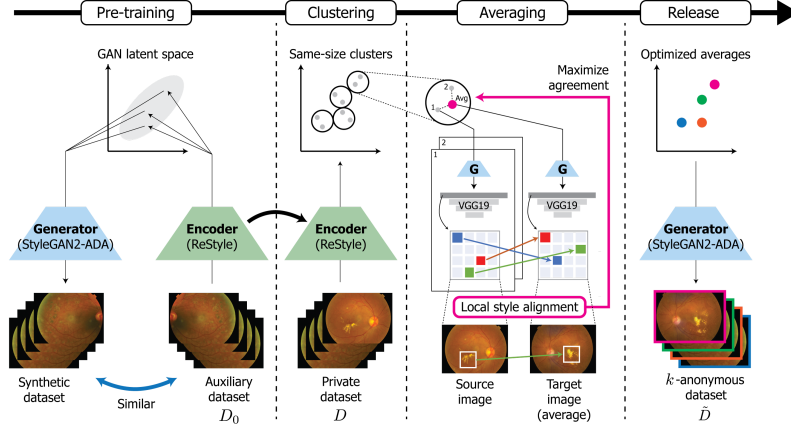 Pre-training
Clustering
Averaging
Release
GAN latent space
Generator
(StyleGAN2-ADA)
Encoder
(ReStyle)
Synthetic
dataset
Similar
Auxiliary
dataset
D₀
Same-size clusters
Encoder
(ReStyle)
Private
dataset
D
2
Avg
1
Maximize
agreement
2
1
G
G
VGG19
VGG19
Local style alignment
Source
image
Target
image
(average)
Optimized averages
Generator
(StyleGAN2-ADA)
k-anonymous
dataset
D̃